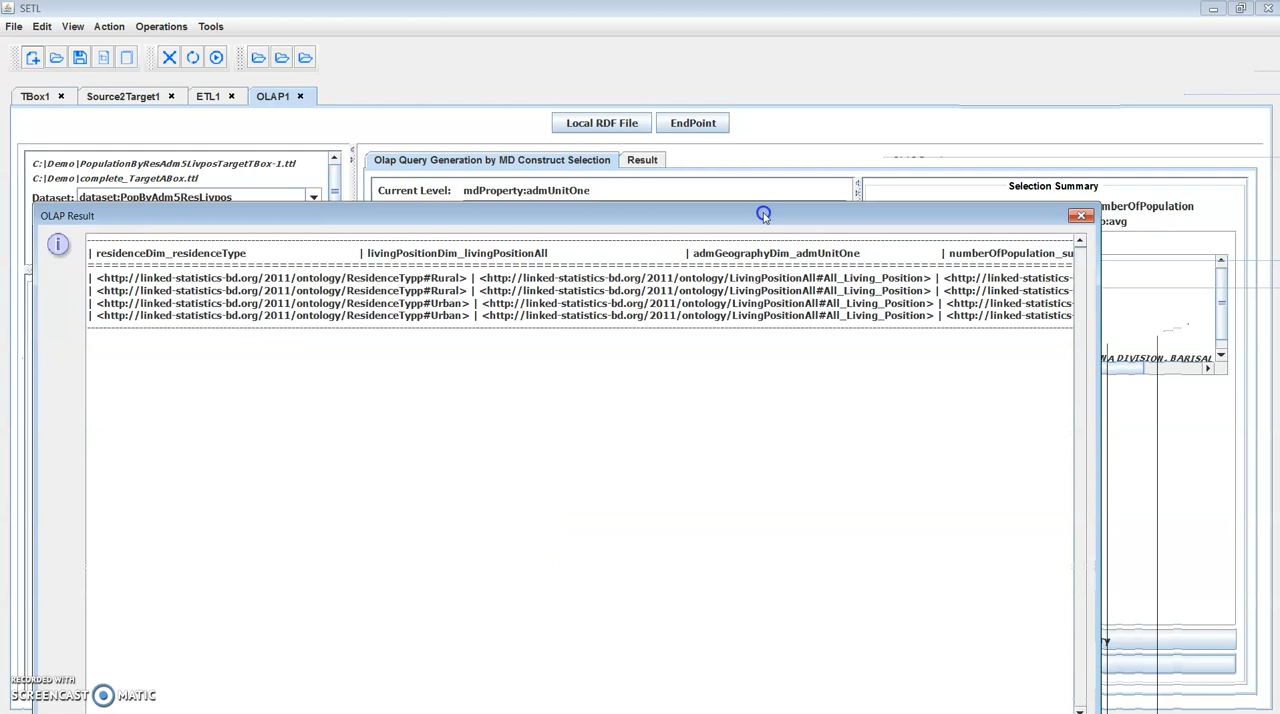 SETL
File Edit View Action Operations Tools
TBox1 Source2Target1 ETL1 OLAP1
Local RDF File EndPoint
C:\Demo\PopulationByResAdm5LivposTargetTBox-1.ttl
C:\Demo\complete_TargetABox.ttl
Dataset: dataset:PopByAdm5ResLivpos
Olap Query Generation by MD Construct Selection Result
Current Level: mdProperty:admUnitOne
Selection Summary
mberOfPopulation
o:avg
OLAP Result
| residenceDim_residenceType | livingPositionDim_livingPositionAll | admGeographyDim_admUnitOne | numberOfPopulation_su
| <http://linked-statistics-bd.org/2011/ontology/ResidenceTypp#Rural> | <http://linked-statistics-bd.org/2011/ontology/LivingPositionAll#All_Living_Position> | <http://linked-statistics-
| <http://linked-statistics-bd.org/2011/ontology/ResidenceTypp#Rural> | <http://linked-statistics-bd.org/2011/ontology/LivingPositionAll#All_Living_Position> | <http://linked-statistics-
| <http://linked-statistics-bd.org/2011/ontology/ResidenceTypp#Urban> | <http://linked-statistics-bd.org/2011/ontology/LivingPositionAll#All_Living_Position> | <http://linked-statistics-
| <http://linked-statistics-bd.org/2011/ontology/ResidenceTypp#Urban> | <http://linked-statistics-bd.org/2011/ontology/LivingPositionAll#All_Living_Position> | <http://linked-statistics-
DIVISION, BARISAL
RECORDED WITH
SCREENCAST MATIC